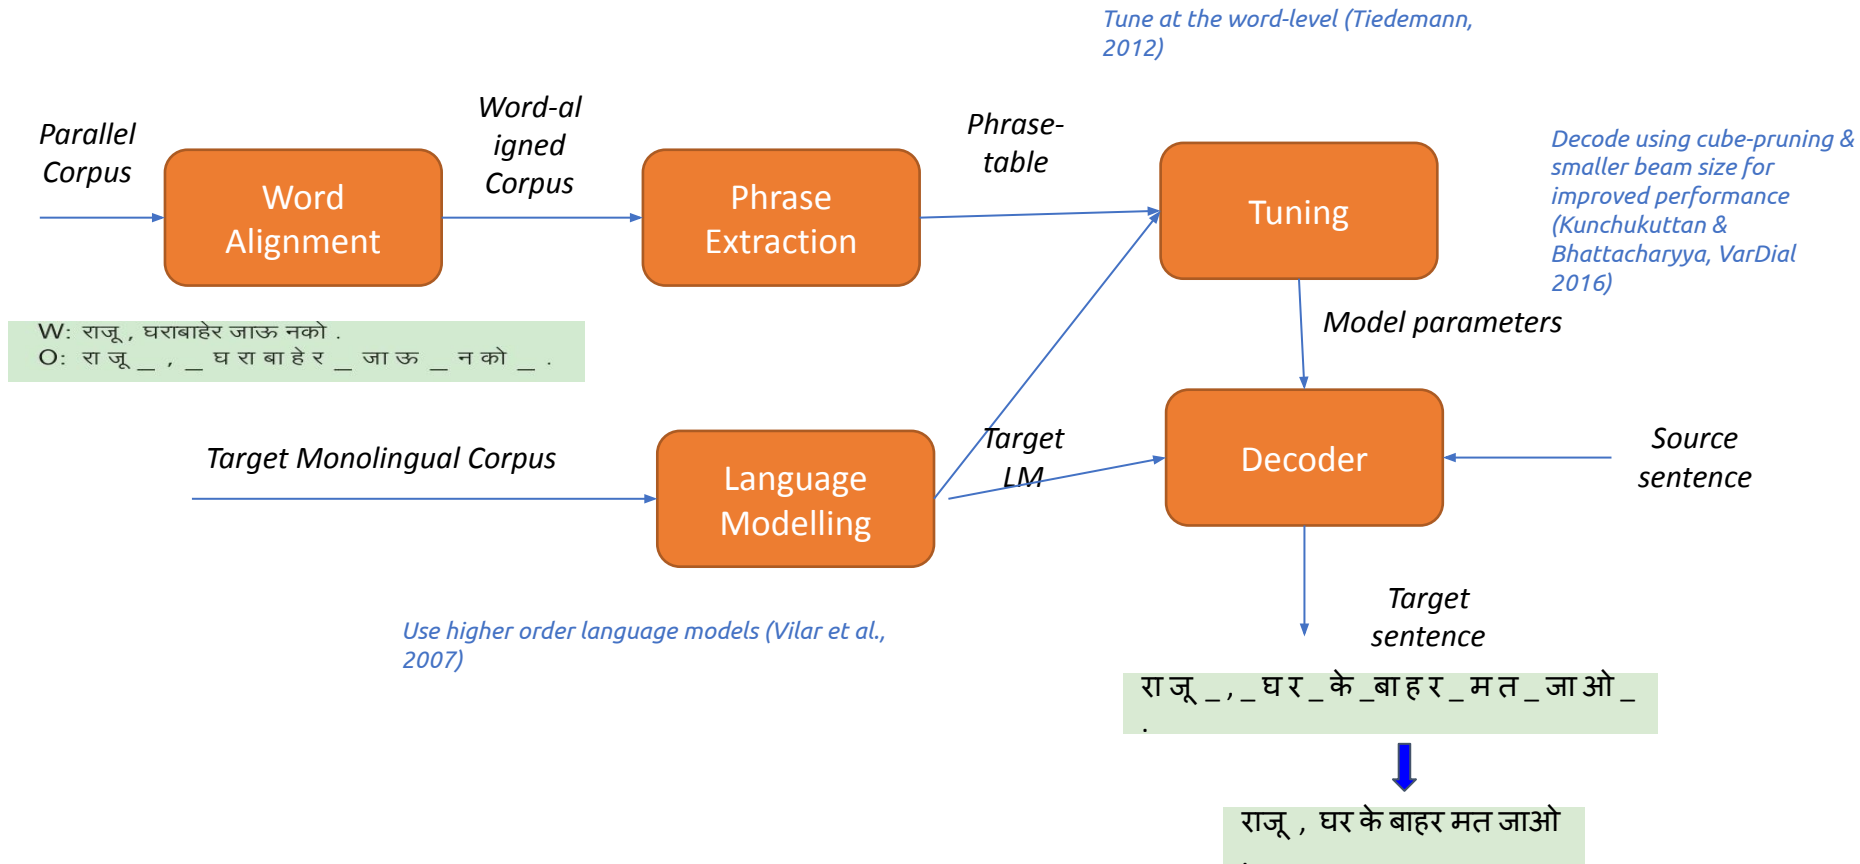 Tune at the word-level (Tiedemann,
2012)
Parallel
Corpus
Word-al
igned
Corpus
Phrase-
table
Decode using cube-pruning &
smaller beam size for
improved performance
(Kunchukuttan &
Bhattacharyya, VarDial
2016)
Word
Alignment
Phrase
Extraction
Tuning
Model parameters
W: राजू , घराबाहेर जाऊ नको .
O: रा जू _ , _ घ रा बा हे र _ जा ऊ _ न को _ .
Target Monolingual Corpus
Language
Modelling
Target
LM
Decoder
Source
sentence
Use higher order language models (Vilar et al.,
2007)
Target
sentence
रा जू _ , _ घ र _ के _बा ह र _ म त _ जा ओ _
.
राजू , घर के बाहर मत जाओ
.